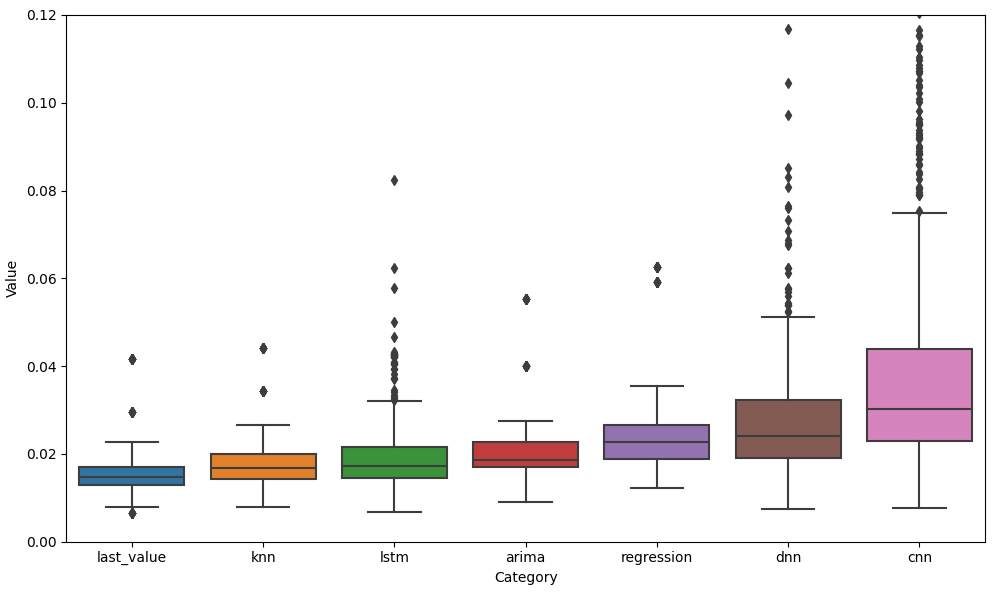 0.12
0.10
0.08
0.06
0.04
0.02
0.00
Value
last_value knn lstm arima regression dnn cnn
Category